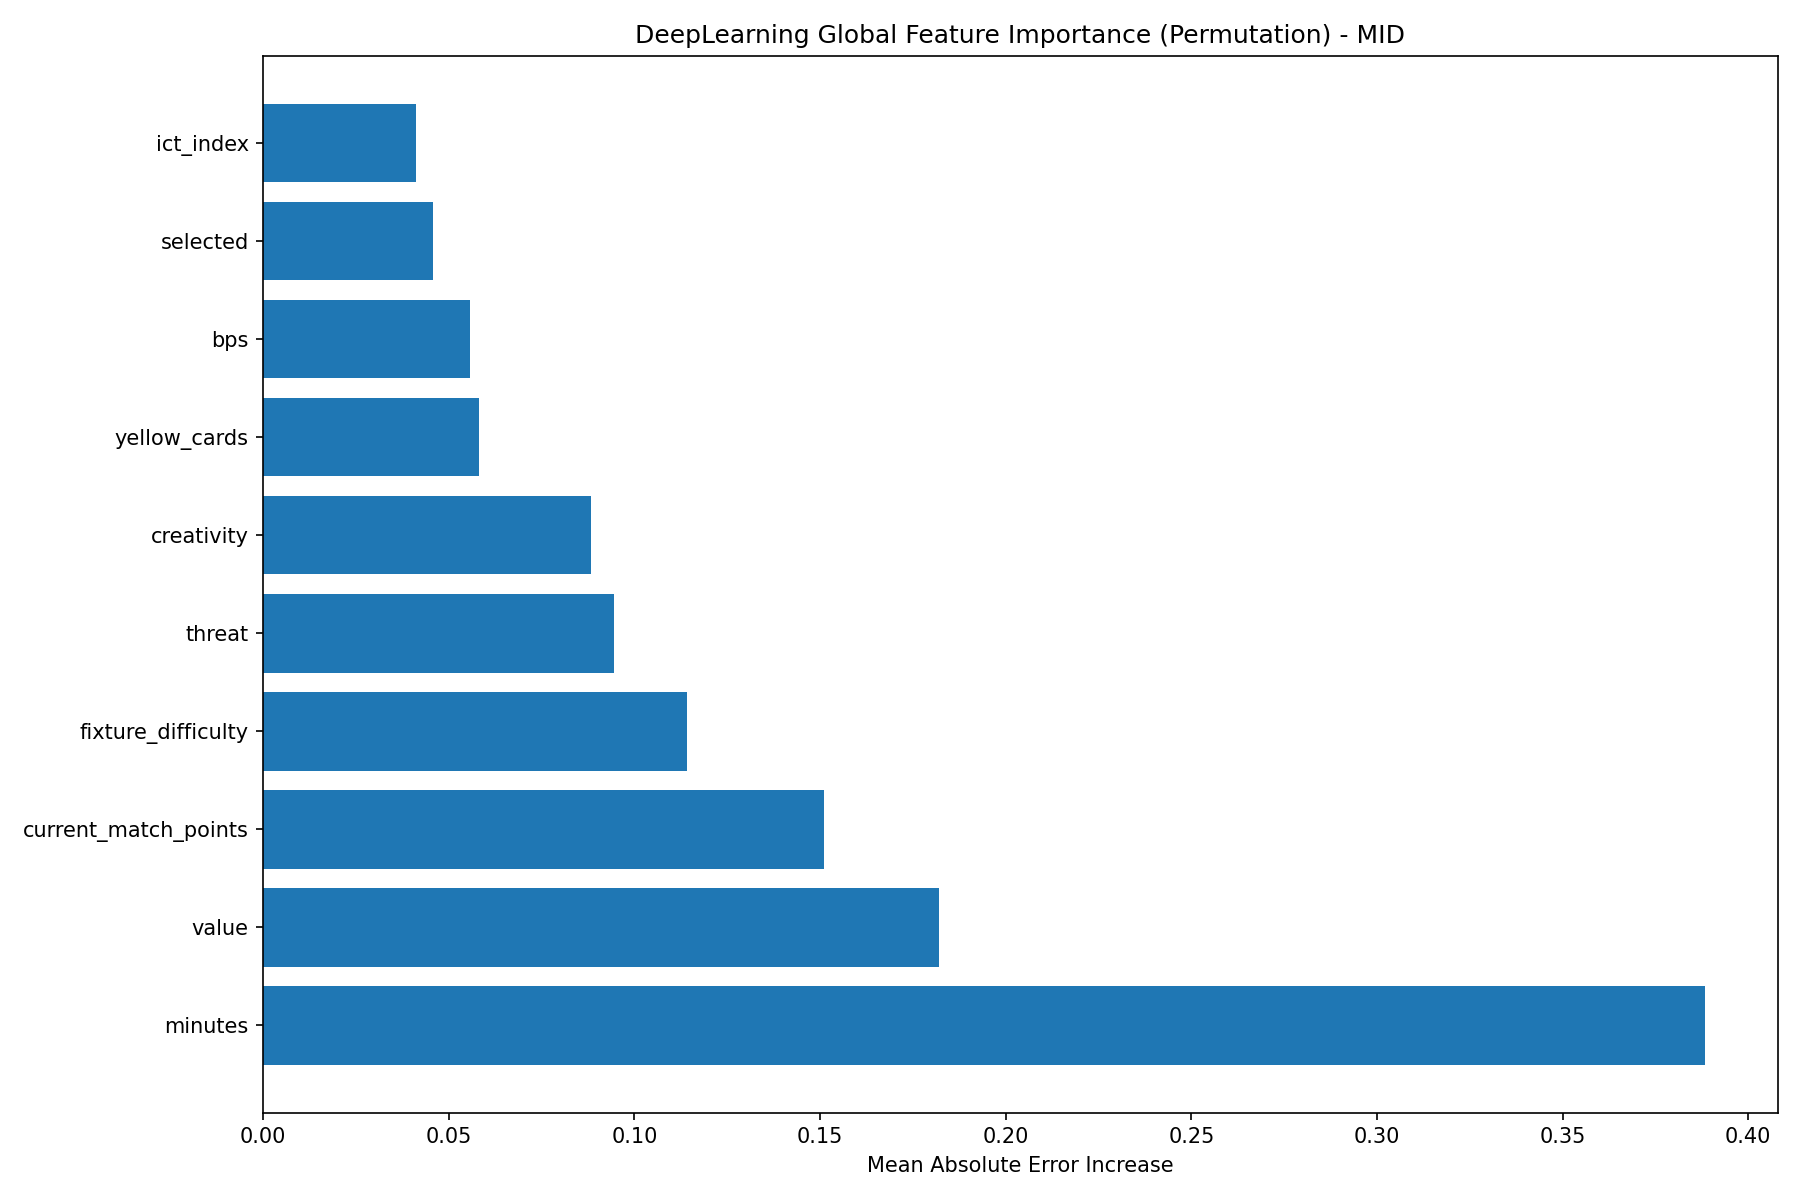 DeepLearning Global Feature Importance (Permutation) - MID
ict_index
selected
bps
yellow_cards
creativity
threat
fixture_difficulty
current_match_points
value
minutes
0.00 0.05 0.10 0.15 0.20 0.25 0.30 0.35 0.40
Mean Absolute Error Increase